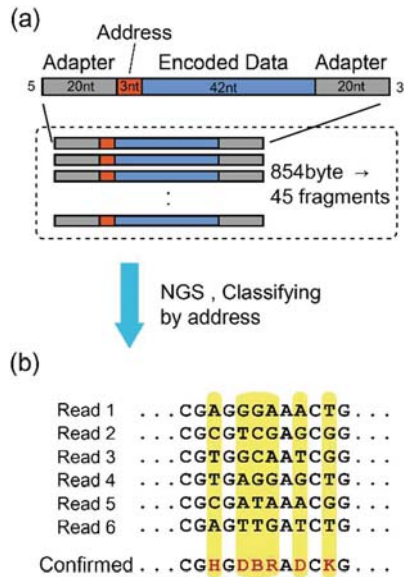 (a)
Address
Adapter Encoded Data Adapter
5 20nt 3nt 42nt 20nt 3
854byte →
45 fragments
:
NGS , Classifying
by address
(b)
Read 1 . . . CGAGGGAAACTG . . .
Read 2 . . . CGCGTCGAGCGG . . .
Read 3 . . . CGTGGCAATCGG . . .
Read 4 . . . CGTGAGGAGCTG . . .
Read 5 . . . CGCGATAAACGG . . .
Read 6 . . . CGAGTTGATCTG . . .
Confirmed . . . CGHGDBRADCKG . . .